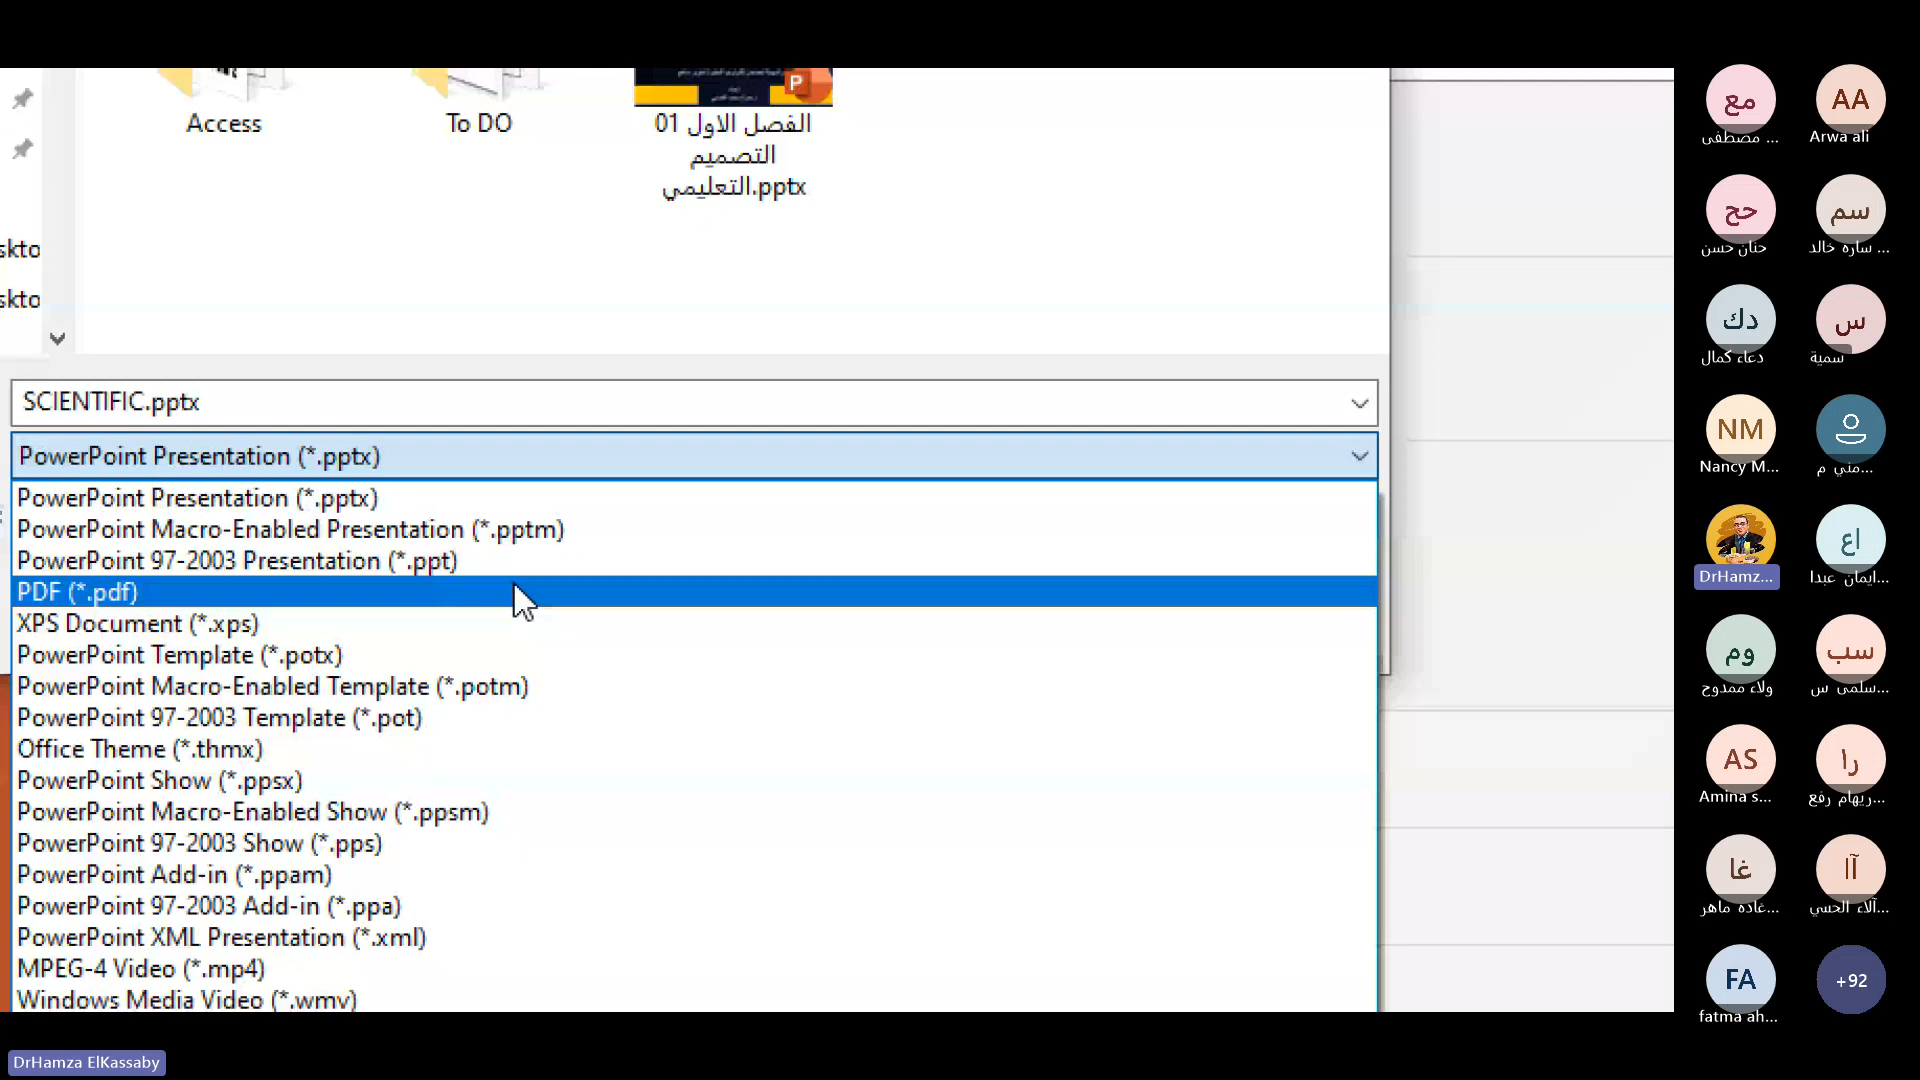 Access
To DO
الفصل الاول 01
التصميم
التعليمي.pptx
skto
skto
SCIENTIFIC.pptx
PowerPoint Presentation (*.pptx)
PowerPoint Presentation (*.pptx)
PowerPoint Macro-Enabled Presentation (*.pptm)
PowerPoint 97-2003 Presentation (*.ppt)
PDF (*.pdf)
XPS Document (*.xps)
PowerPoint Template (*.potx)
PowerPoint Macro-Enabled Template (*.potm)
PowerPoint 97-2003 Template (*.pot)
Office Theme (*.thmx)
PowerPoint Show (*.ppsx)
PowerPoint Macro-Enabled Show (*.ppsm)
PowerPoint 97-2003 Show (*.pps)
PowerPoint Add-in (*.ppam)
PowerPoint 97-2003 Add-in (*.ppa)
PowerPoint XML Presentation (*.xml)
MPEG-4 Video (*.mp4)
Windows Media Video (*.wmv)
مع
مصطفى ...
AA
Arwa ali
حح
حنان حسن
سم
ساره خالد ...
دك
دعاء كمال
س
سمية
NM
Nancy M...
مني م...
DrHamz...
اع
ايمان عبدا...
وم
ولاء ممدوح
سب
سلمى س...
AS
Amina s...
را
ريهام رفع...
غا
غاده ماهر...
آا
آلاء الحسي...
FA
fatma ah...
+92
DrHamza ElKassaby